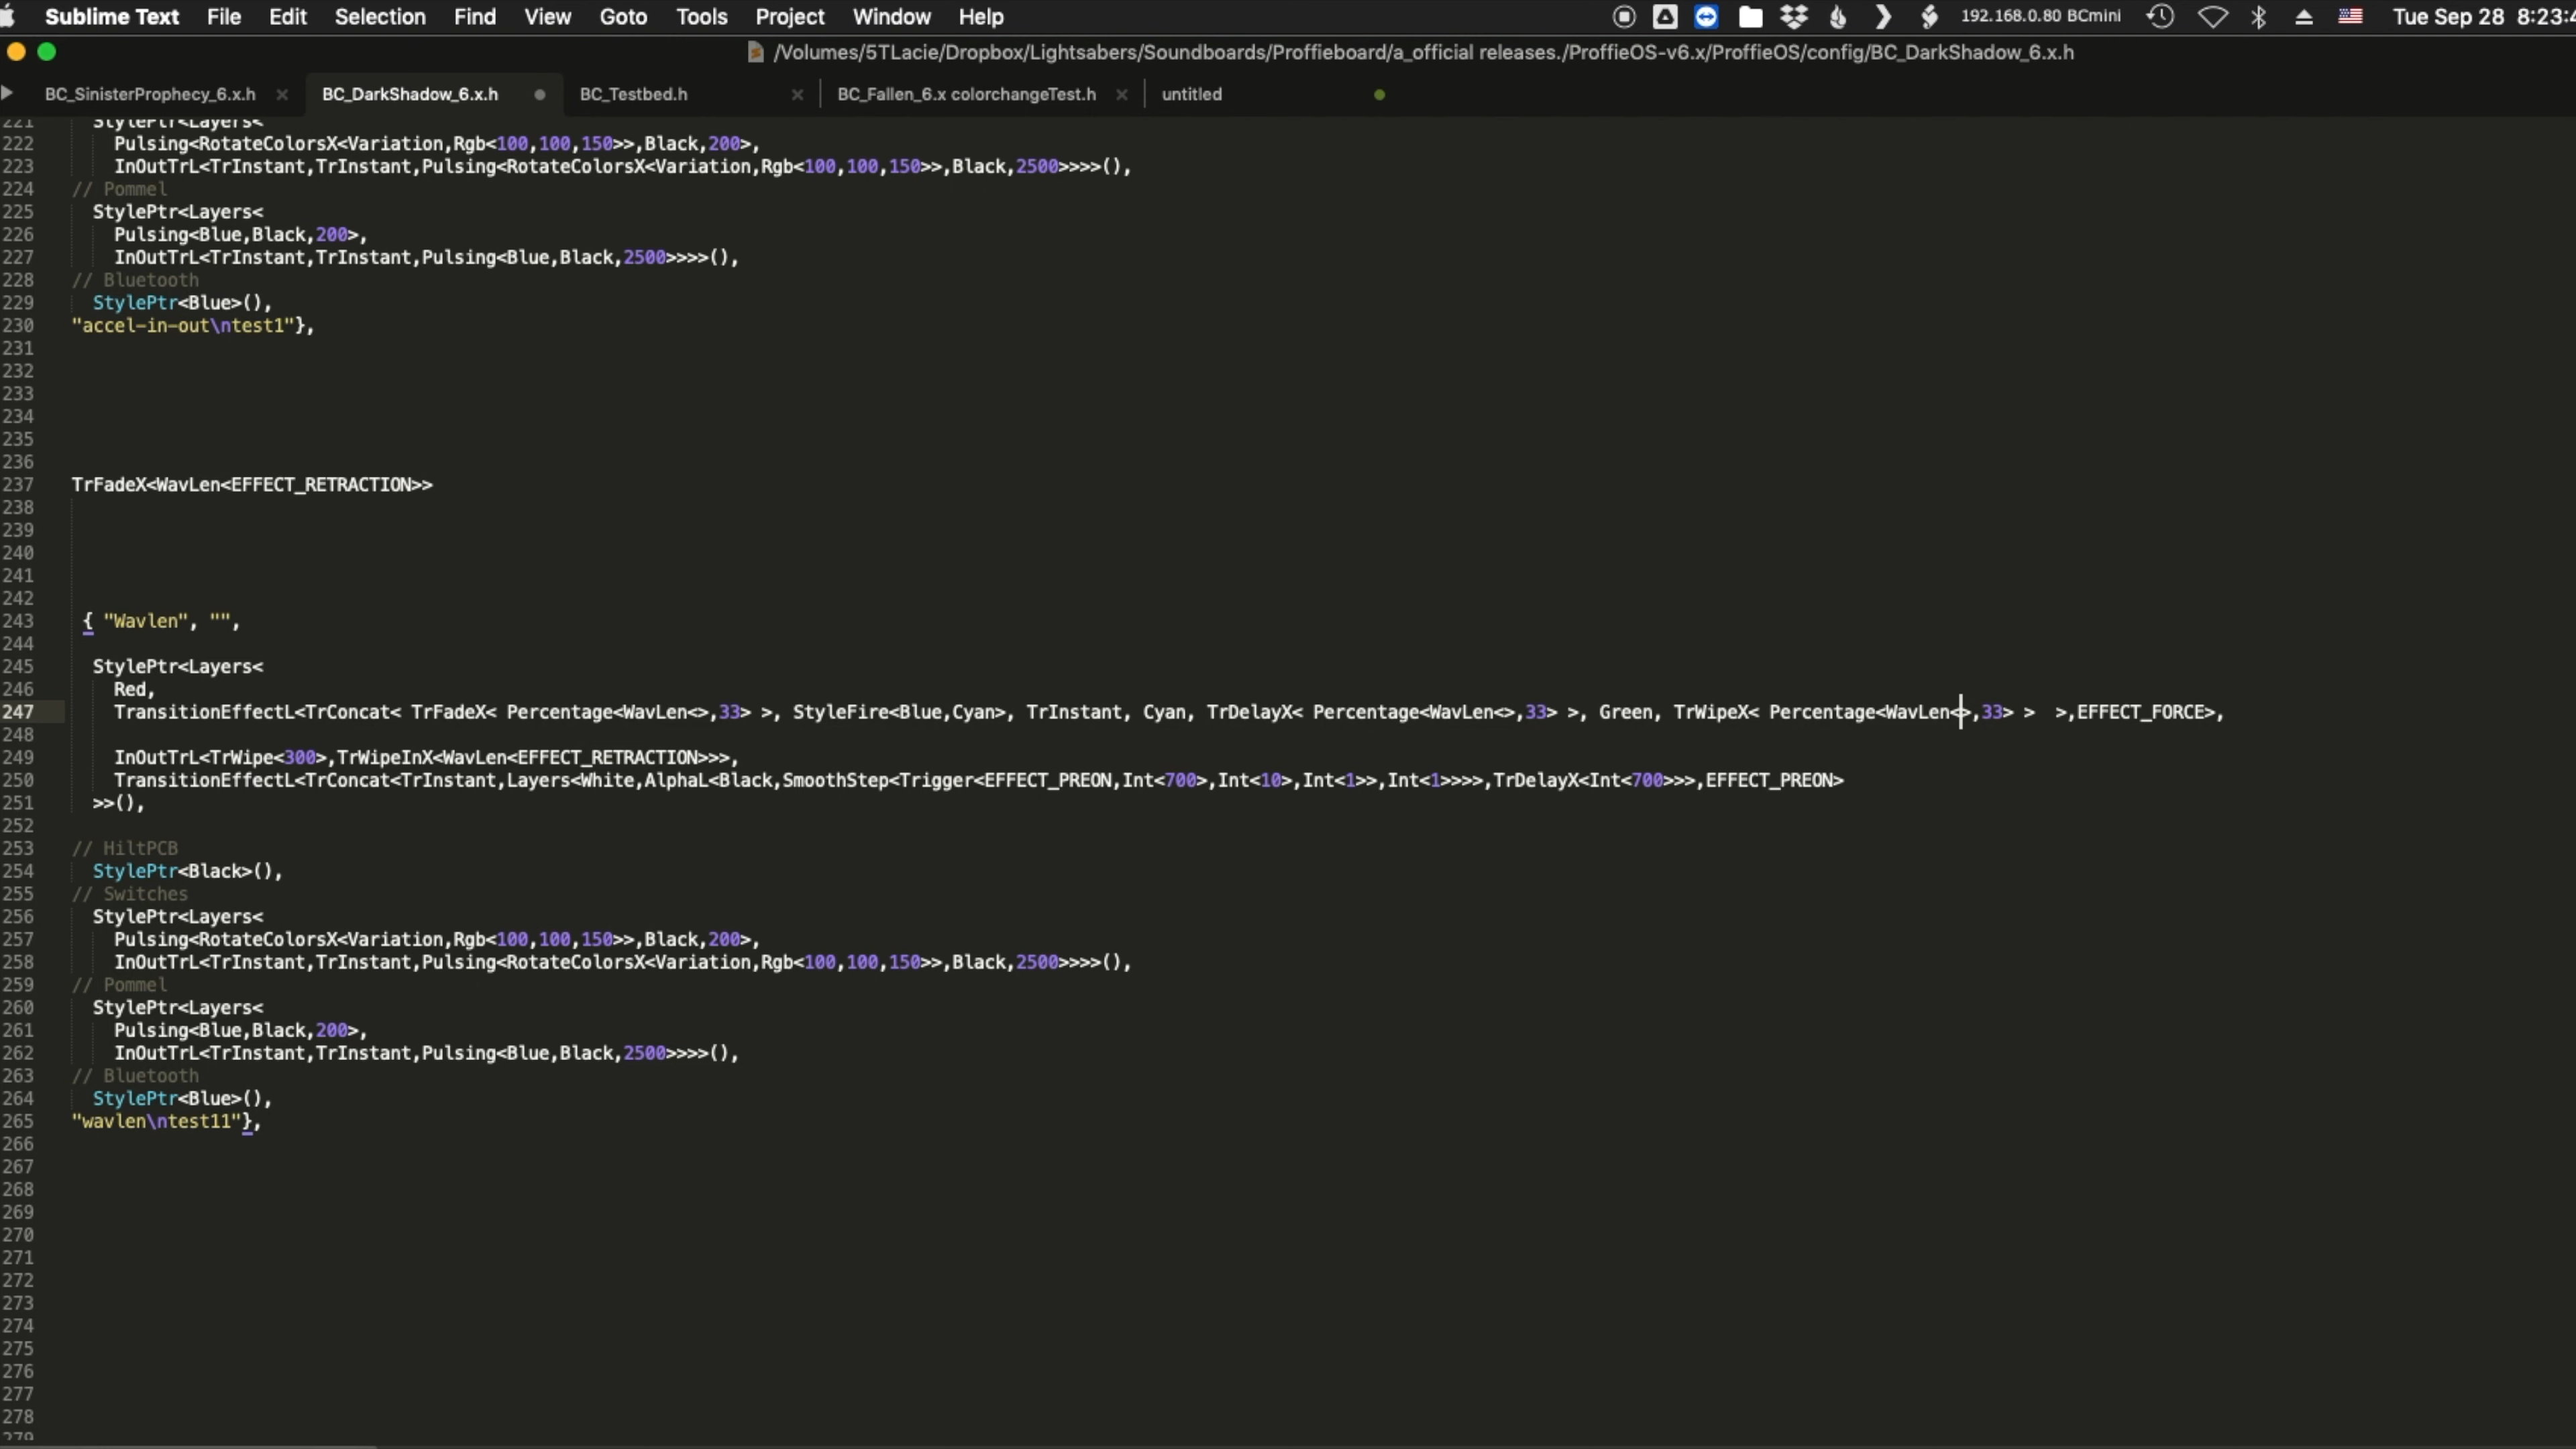 Sublime Text File Edit Selection Find View Goto Tools Project Window Help 192.168.0.80 BCmini Tue Sep 28 8:23:4
/Volumes/5TLacie/Dropbox/Lightsabers/Soundboards/Proffieboard/a_official releases./ProffieOS-v6.x/ProffieOS/config/BC_DarkShadow_6.x.h
BC_SinisterProphecy_6.x.h BC_DarkShadow_6.x.h BC_Testbed.h BC_Fallen_6.x colorchangeTest.h untitled
221 StylePtr<Layers<
222 Pulsing<RotateColorsX<Variation,Rgb<100,100,150>>,Black,200>,
223 InOutTrL<TrInstant,TrInstant,Pulsing<RotateColorsX<Variation,Rgb<100,100,150>>,Black,2500>>>>(),
224 // Pommel
225 StylePtr<Layers<
226 Pulsing<Blue,Black,200>,
227 InOutTrL<TrInstant,TrInstant,Pulsing<Blue,Black,2500>>>>(),
228 // Bluetooth
229 StylePtr<Blue>(),
230 "accel-in-out\ntest1"},
231
232
233
234
235
236
237 TrFadeX<WavLen<EFFECT_RETRACTION>>
238
239
240
241
242
243 { "Wavlen", "",
244
245 StylePtr<Layers<
246 Red,
247 TransitionEffectL<TrConcat< TrFadeX< Percentage<WavLen<>,33> >, StyleFire<Blue,Cyan>, TrInstant, Cyan, TrDelayX< Percentage<WavLen<>,33> >, Green, TrWipeX< Percentage<WavLen<>,33> >  >,EFFECT_FORCE>,
248
249 InOutTrL<TrWipe<300>,TrWipeInX<WavLen<EFFECT_RETRACTION>>>,
250 TransitionEffectL<TrConcat<TrInstant,Layers<White,AlphaL<Black,SmoothStep<Trigger<EFFECT_PREON,Int<700>,Int<10>,Int<1>>,Int<1>>>>,TrDelayX<Int<700>>>,EFFECT_PREON>
251 >>(),
252
253 // HiltPCB
254 StylePtr<Black>(),
255 // Switches
256 StylePtr<Layers<
257 Pulsing<RotateColorsX<Variation,Rgb<100,100,150>>,Black,200>,
258 InOutTrL<TrInstant,TrInstant,Pulsing<RotateColorsX<Variation,Rgb<100,100,150>>,Black,2500>>>>(),
259 // Pommel
260 StylePtr<Layers<
261 Pulsing<Blue,Black,200>,
262 InOutTrL<TrInstant,TrInstant,Pulsing<Blue,Black,2500>>>>(),
263 // Bluetooth
264 StylePtr<Blue>(),
265 "wavlen\ntest11"},
266
267
268
269
270
271
272
273
274
275
276
277
278
279